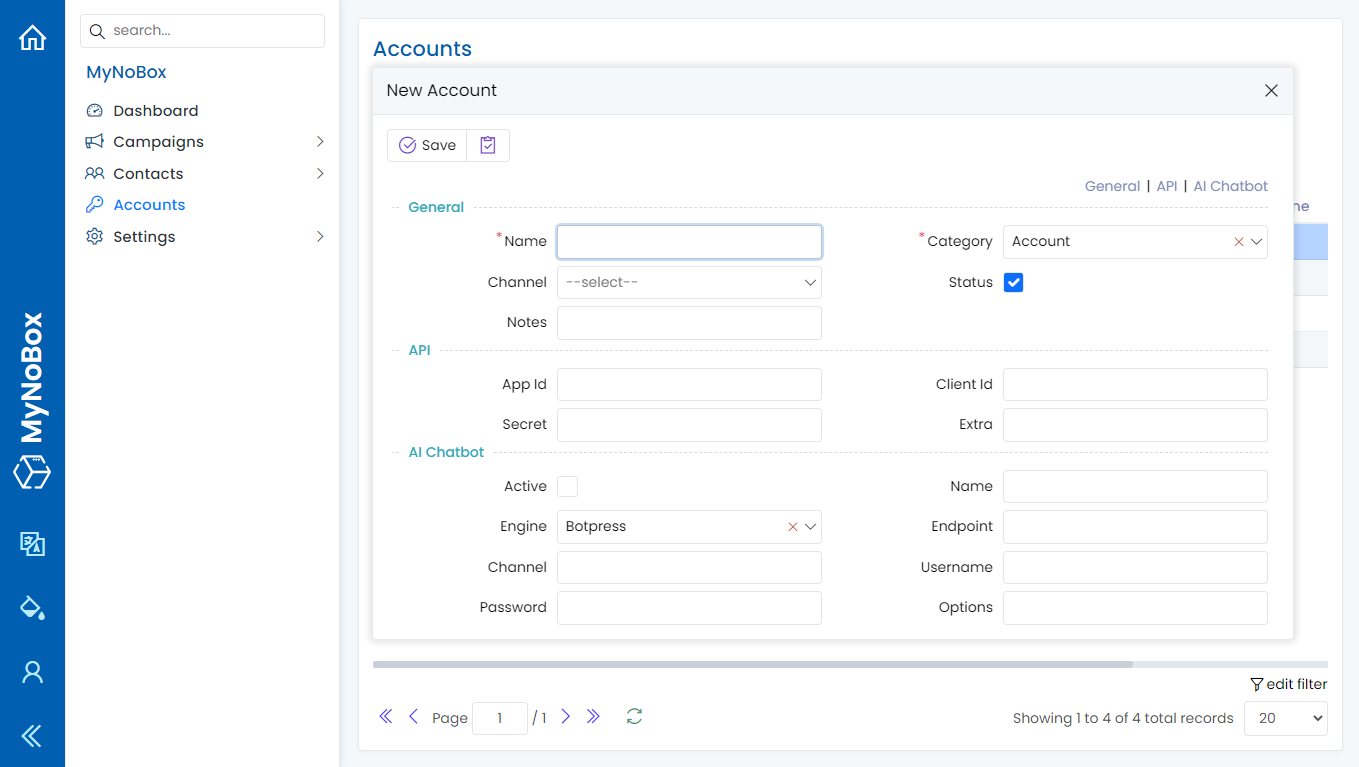 search...
MyNoBox
Dashboard
Campaigns
Contacts
Accounts
Settings
MyNoBox
Accounts
New Account
Save
General | API | AI Chatbot
General
*Name
*Category Account
Channel --select--
Status
Notes
API
App Id
Client Id
Secret
Extra
AI Chatbot
Active
Name
Engine Botpress
Endpoint
Channel
Username
Password
Options
edit filter
Page 1 / 1
Showing 1 to 4 of 4 total records 20